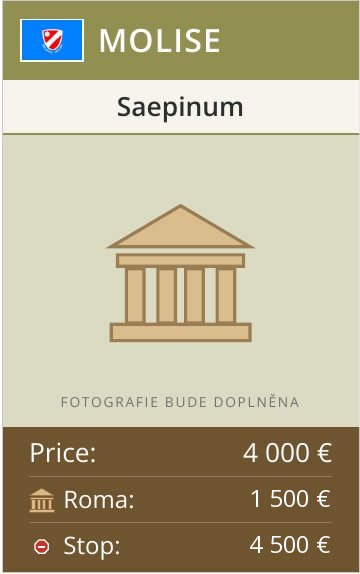 MOLISE
Saepinum
FOTOGRAFIE BUDE DOPLNĚNA
Price: 4 000 €
Roma: 1 500 €
Stop: 4 500 €